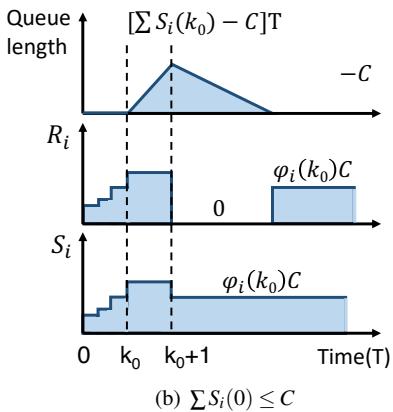 Queue length
[∑ S_i(k_0) − C]T
−C
R_i
φ_i(k_0)C
0
S_i
φ_i(k_0)C
0 k_0 k_0+1 Time(T)
(b) ∑S_i(0) ≤ C